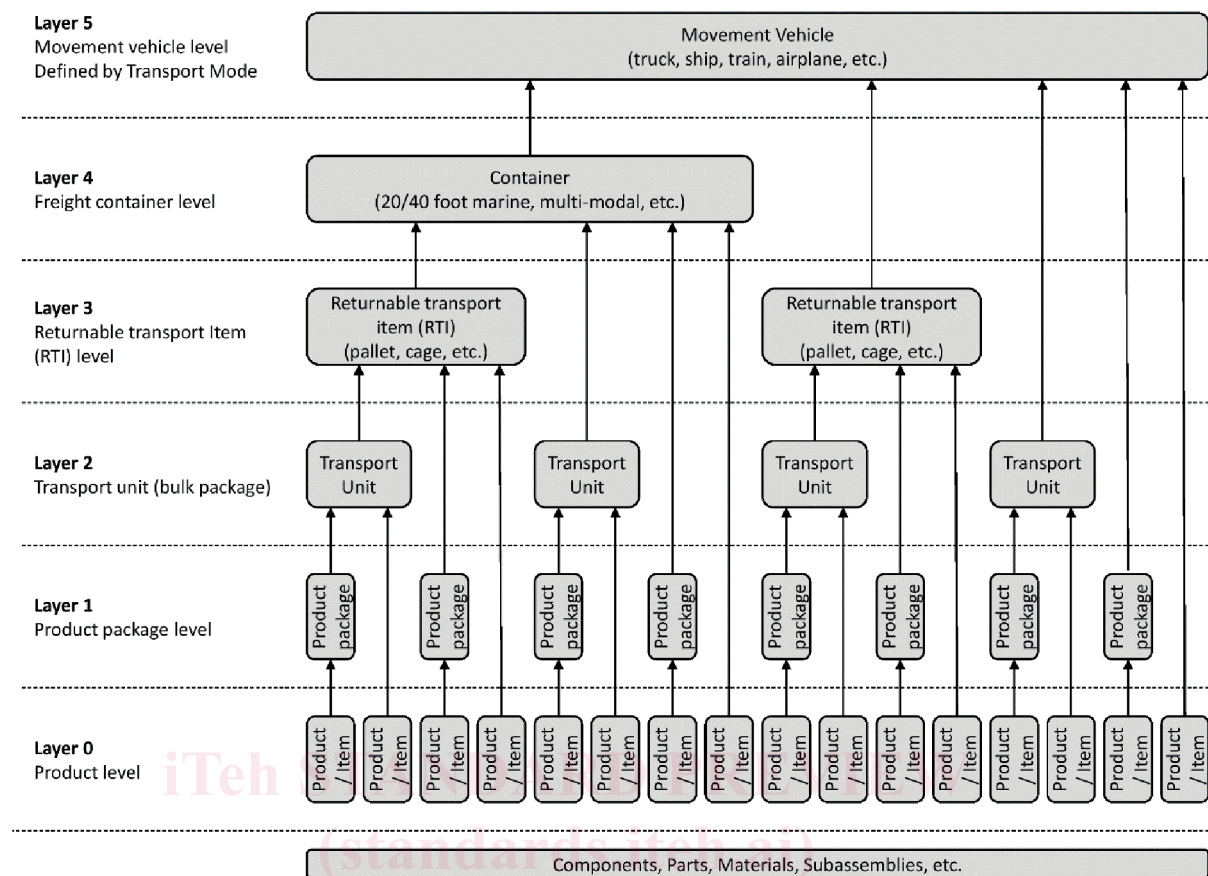 Layer 5
Movement vehicle level
Defined by Transport Mode
Movement Vehicle
(truck, ship, train, airplane, etc.)
Layer 4
Freight container level
Container
(20/40 foot marine, multi-modal, etc.)
Layer 3
Returnable transport Item
(RTI) level
Returnable transport
item (RTI)
(pallet, cage, etc.)
Returnable transport
item (RTI)
(pallet, cage, etc.)
Layer 2
Transport unit (bulk package)
Transport
Unit
Transport
Unit
Transport
Unit
Transport
Unit
Layer 1
Product package level
Product
package
Product
package
Product
package
Product
package
Product
package
Product
package
Product
package
Product
package
Layer 0
Product level
Product
/ Item
Product
/ Item
Product
/ Item
Product
/ Item
Product
/ Item
Product
/ Item
Product
/ Item
Product
/ Item
Product
/ Item
Product
/ Item
Product
/ Item
Product
/ Item
Product
/ Item
Product
/ Item
Product
/ Item
Product
/ Item
iTeh STANDARD PREVIEW
(standards.iteh.ai)
Components, Parts, Materials, Subassemblies, etc.